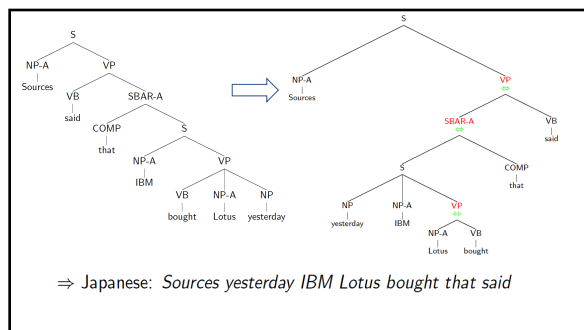 S
NP-A VP
Sources
VB SBAR-A
said
COMP S
that
NP-A VP
IBM
VB NP-A NP
bought Lotus yesterday
S
NP-A VP
Sources ⇔
SBAR-A VB
⇔ said
S COMP
that
NP NP-A VP
yesterday IBM ⇔
NP-A VB
Lotus bought
⇒ Japanese: Sources yesterday IBM Lotus bought that said